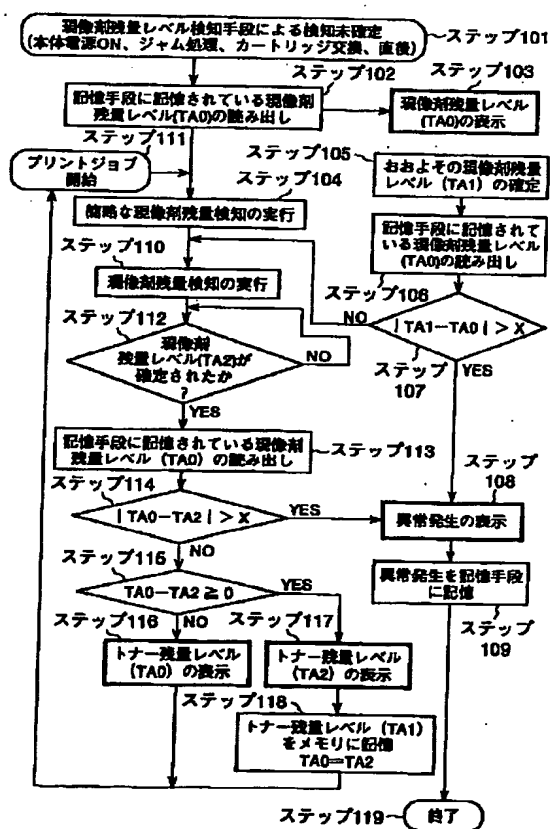 現像剤残量レベル検知手段による検知未確定
(本体電源ON、ジャム処理、カートリッジ交換、直後)
ステップ101
ステップ102
記憶手段に記憶されている現像剤
残量レベル(TA0)の読み出し
ステップ103
現像剤残量レベル
(TA0)の表示
ステップ111
プリントジョブ
開始
ステップ104
簡略な現像剤残量検知の実行
ステップ105
おおよその現像剤残量
レベル(TA1)の確定
記憶手段に記憶されて
いる現像剤残量レベル
(TA0)の読み出し
ステップ106
ステップ110
現像剤残量検知の実行
|TA1-TA0|>X
NO
YES
ステップ
107
ステップ112
現像剤
残量レベル(TA2)が
確定されたか
?
NO
YES
記憶手段に記憶されている現像剤
残量レベル(TA0)の読み出し
ステップ113
ステップ114
|TA0-TA2|>X
YES
NO
ステップ
108
異常発生の表示
異常発生を記憶手段
に記憶
ステップ
109
ステップ115
TA0-TA2≧0
YES
NO
ステップ116
トナー残量レベル
(TA0)の表示
ステップ117
トナー残量レベル
(TA2)の表示
ステップ118
トナー残量レベル(TA1)
をメモリに記憶
TA0=TA2
ステップ119
終了